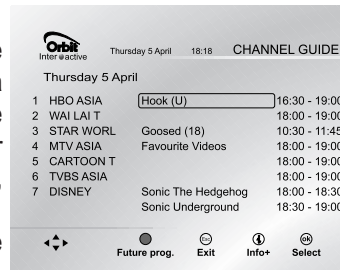 Orbit
Inter active Thursday 5 April 18:18 CHANNEL GUIDE
Thursday 5 April
1 HBO ASIA Hook (U) 16:30 - 19:00
2 WAI LAI T 18:00 - 19:00
3 STAR WORL Goosed (18) 10:30 - 11:45
4 MTV ASIA Favourite Videos 18:00 - 19:00
5 CARTOON T 18:00 - 19:00
6 TVBS ASIA 18:00 - 19:00
7 DISNEY Sonic The Hedgehog 18:00 - 18:30
Sonic Underground 18:30 - 19:00
Esc i ok
Future prog. Exit Info+ Select